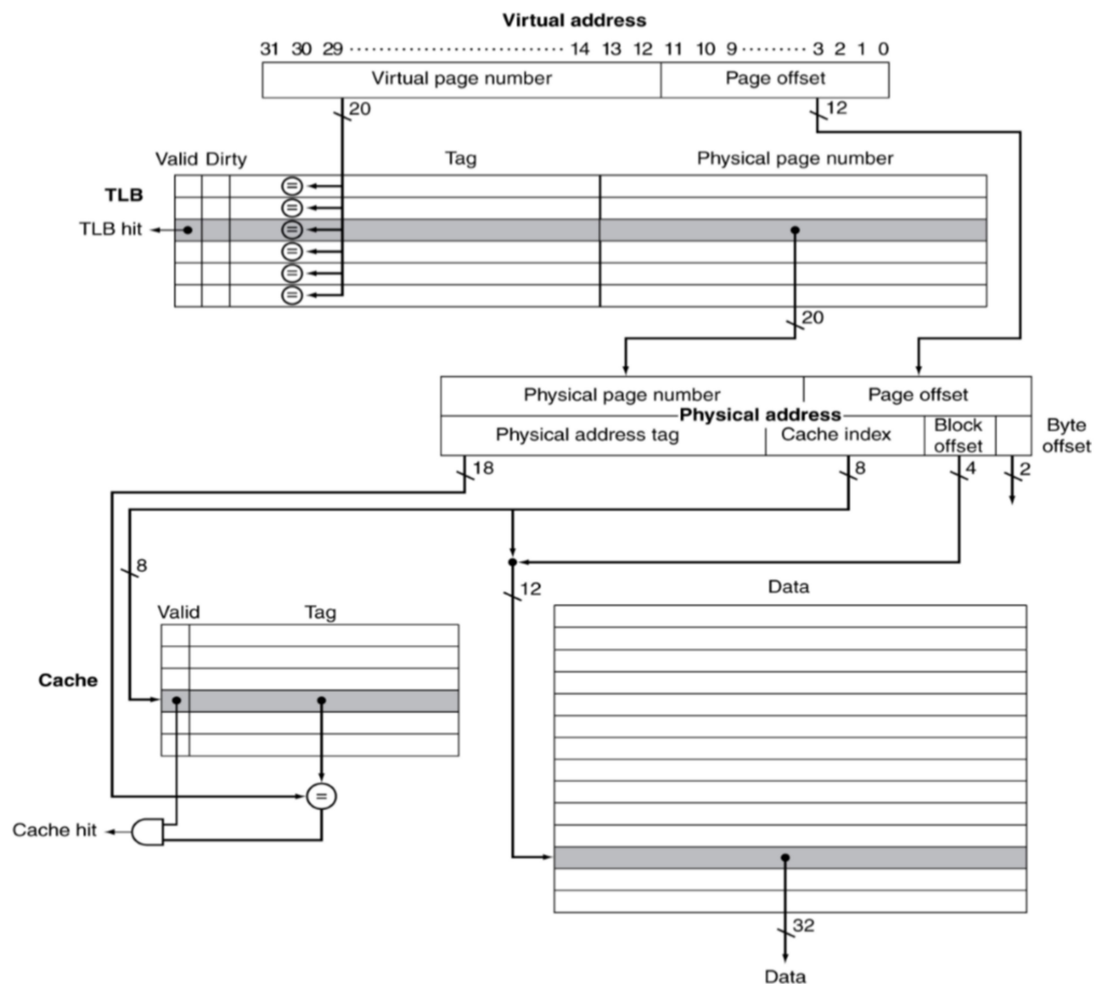 Virtual address
31 30 29 ........................... 14 13 12 11 10 9 ......... 3 2 1 0
Virtual page number Page offset
20 12
Valid Dirty Tag Physical page number
TLB
=
=
TLB hit =
=
=
=
20
Physical page number Page offset
Physical address
Physical address tag Cache index Block offset Byte offset
18 8 4 2
8
12
Data
Valid Tag
Cache
=
Cache hit
32
Data